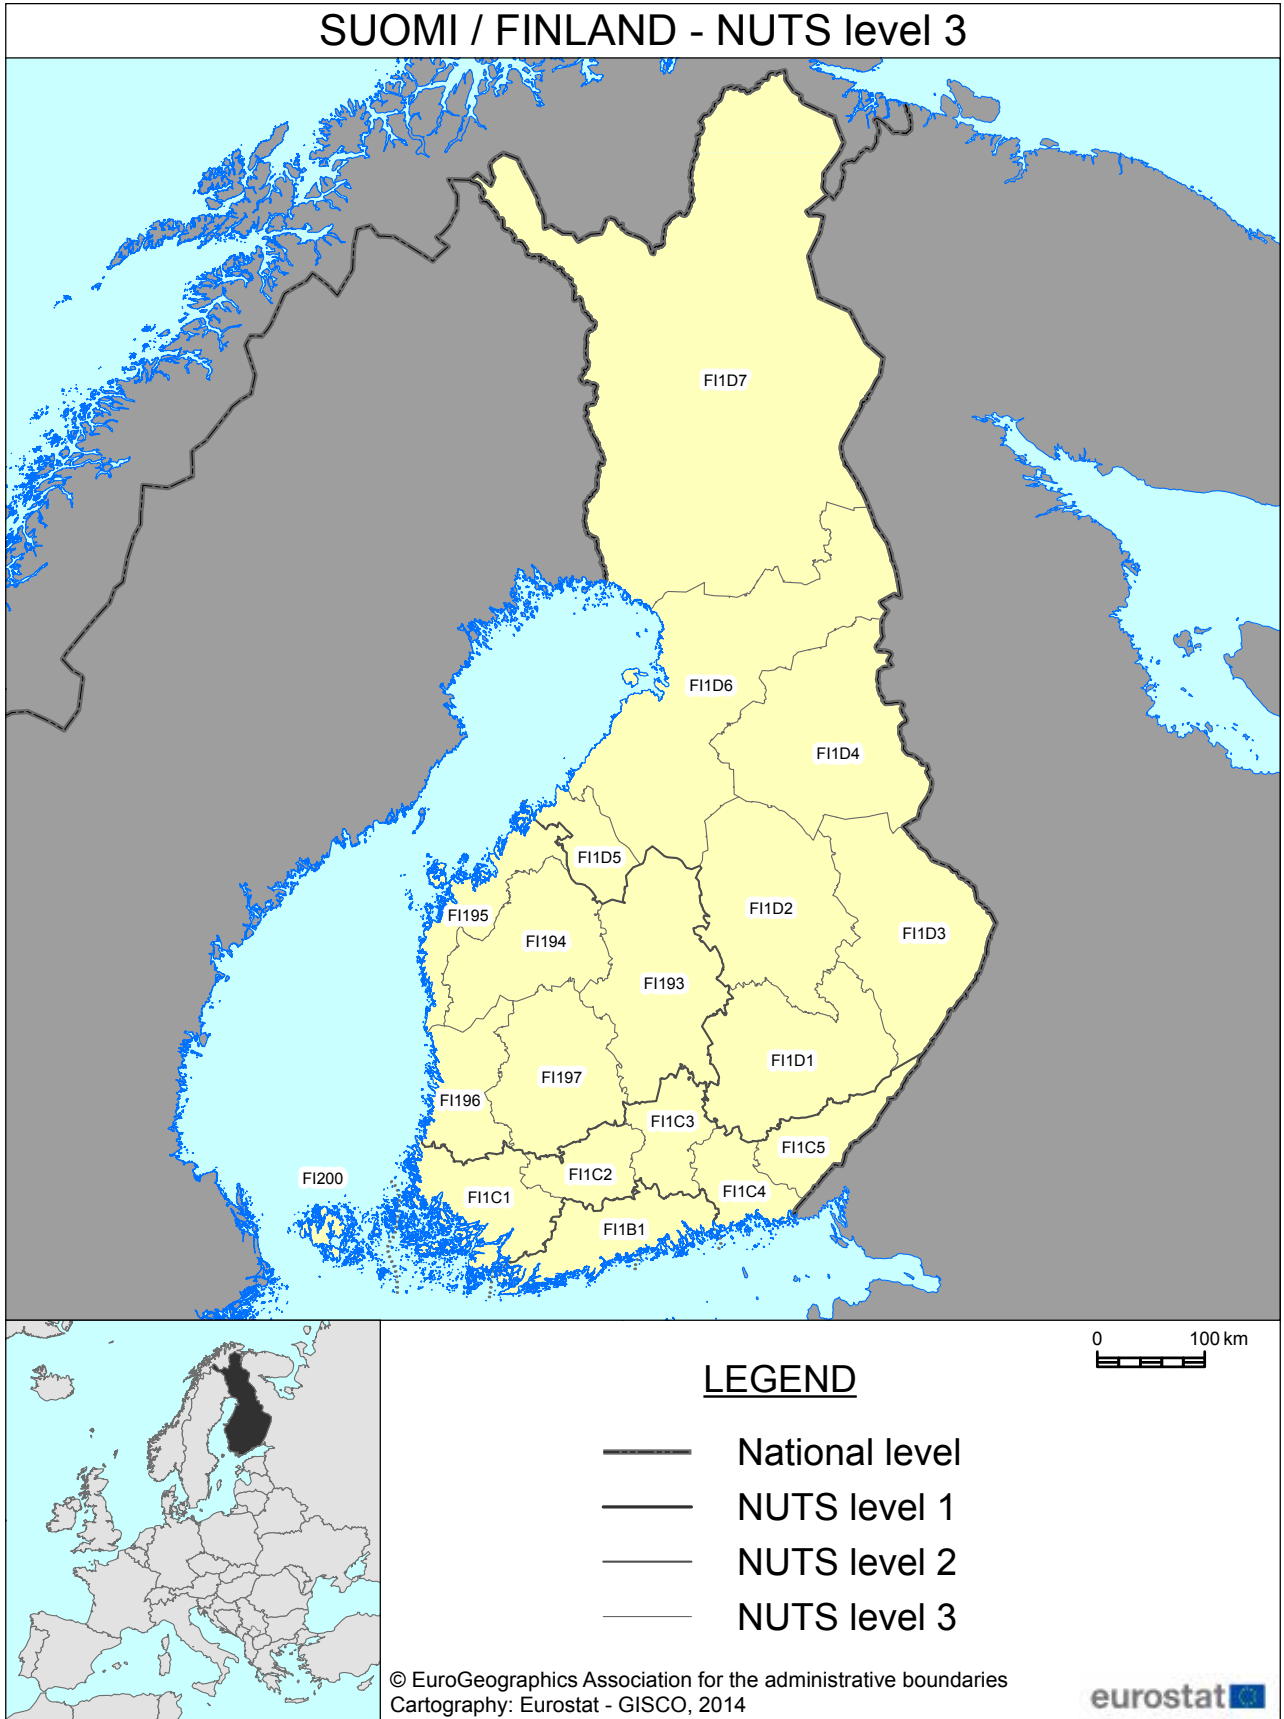 SUOMI / FINLAND - NUTS level 3
FI1D7
FI1D6
FI1D4
FI1D5
FI1D2
FI195
FI194
FI1D3
FI193
FI1D1
FI197
FI196
FI1C3
FI1C5
FI1C2
FI200
FI1C4
FI1C1
FI1B1
0 100 km
LEGEND
National level
NUTS level 1
NUTS level 2
NUTS level 3
© EuroGeographics Association for the administrative boundaries
Cartography: Eurostat - GISCO, 2014
eurostat